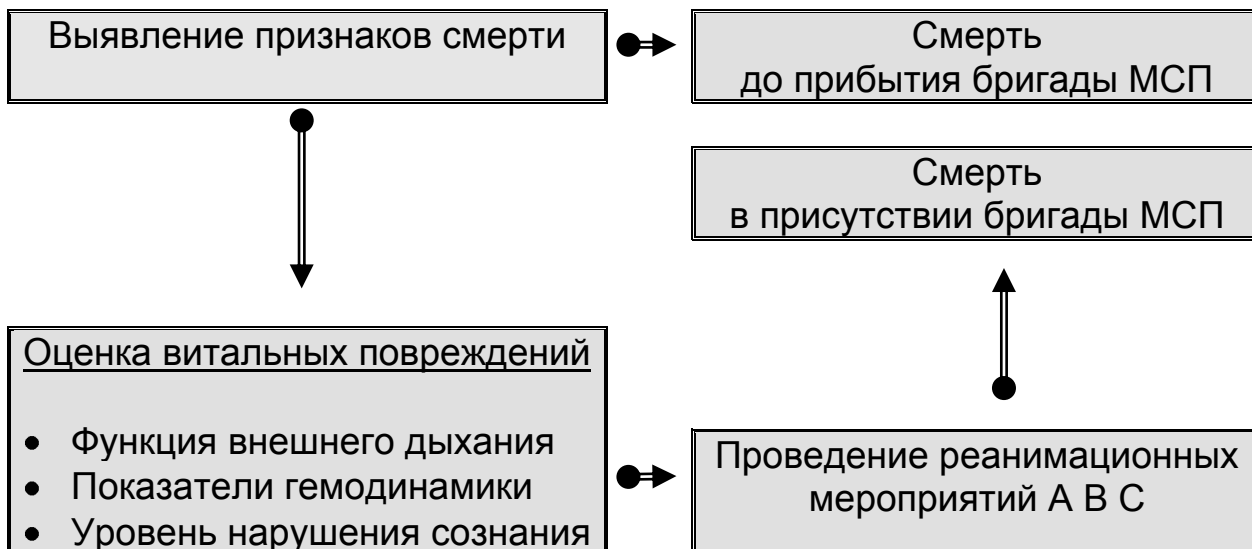 Выявление признаков смерти
Смерть
до прибытия бригады МСП
Смерть
в присутствии бригады МСП
Оценка витальных повреждений
• Функция внешнего дыхания
• Показатели гемодинамики
• Уровень нарушения сознания
Проведение реанимационных
мероприятий А В С